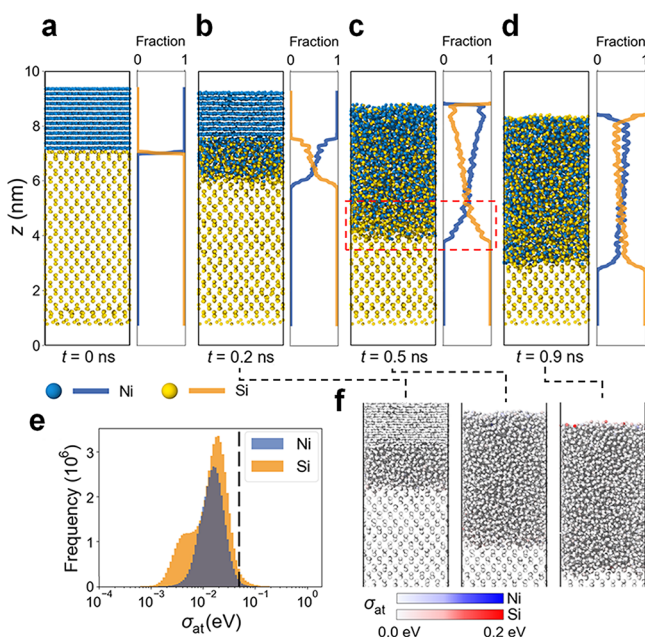 a b c d
Fraction Fraction Fraction Fraction
0 1 0 1 0 1 0 1
10
8
6
4
2
0
z (nm)
t = 0 ns t = 0.2 ns t = 0.5 ns t = 0.9 ns
Ni Si
e
Ni
Si
3
2
1
0
Frequency (10⁶)
10⁻⁴ 10⁻³ 10⁻² 10⁻¹ 10⁰
σat(eV)
f
σat Ni
Si
0.0 eV 0.2 eV